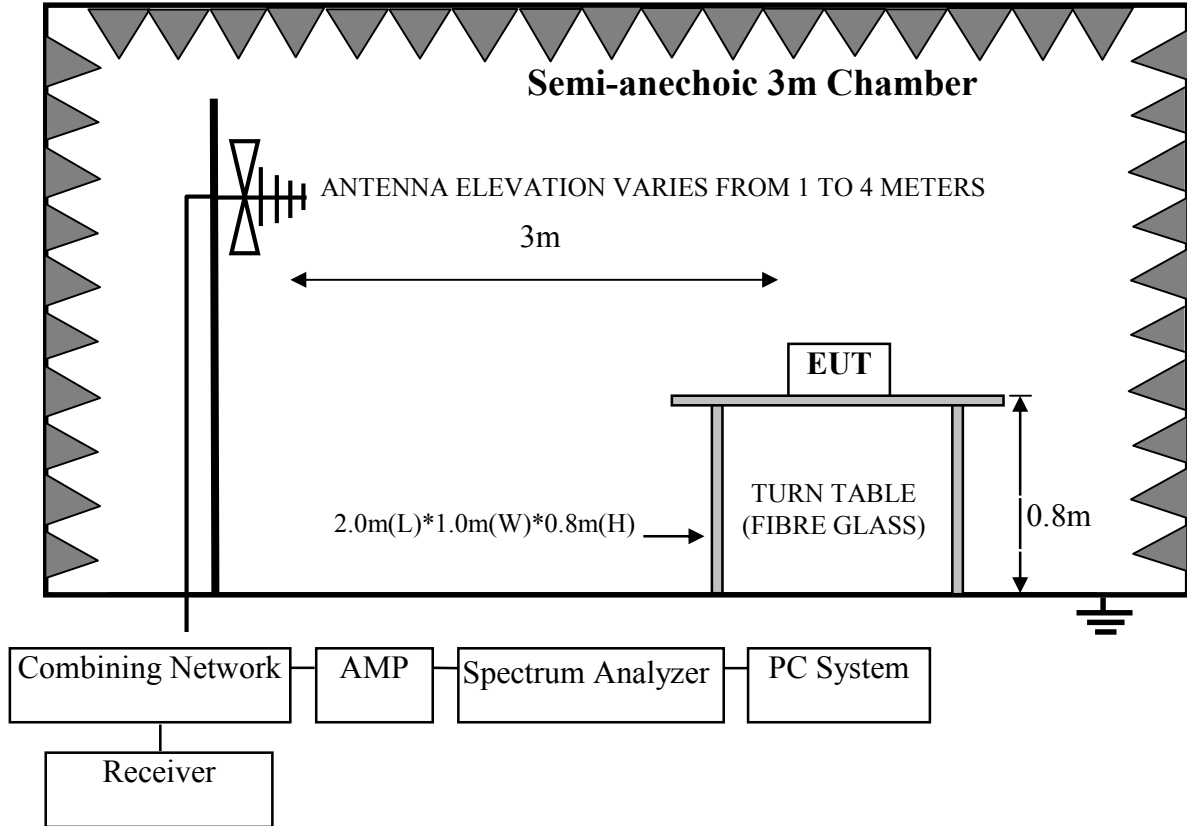 Semi-anechoic 3m Chamber
ANTENNA ELEVATION VARIES FROM 1 TO 4 METERS
3m
EUT
TURN TABLE
(FIBRE GLASS)
2.0m(L)*1.0m(W)*0.8m(H)
0.8m
Combining Network
AMP
Spectrum Analyzer
PC System
Receiver